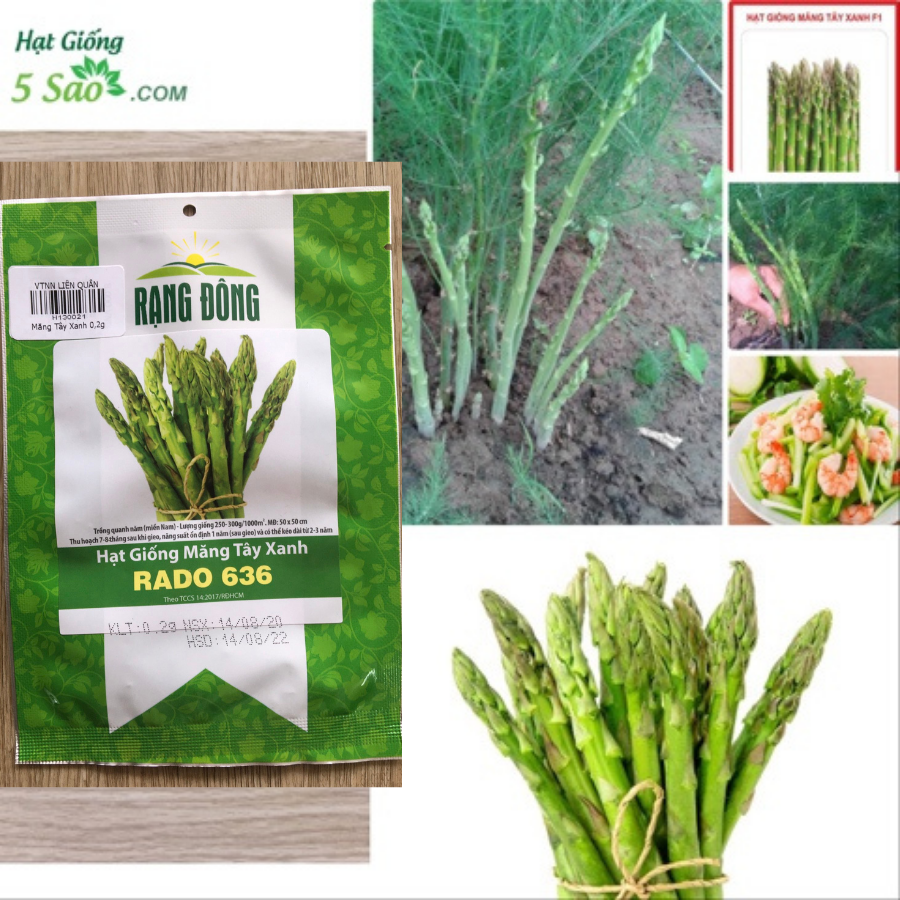 Hạt Giống
5 Sao .COM
HẠT GIỐNG MĂNG TÂY XANH F1
RẠNG ĐÔNG
VTNN LIÊN QUÂN
H130021
Măng Tây Xanh 0,2g
Trồng quanh năm (miền Nam) - Lượng giống 250- 300g/1000m². MĐ: 50 x 50 cm
Thu hoạch 7-8 tháng sau khi gieo, năng suất ổn định 1 năm (sau gieo) và có thể kéo dài từ 2-3 năm
Hạt Giống Măng Tây Xanh
RADO 636
Theo TCCS 14:2017/RĐHCM
KLT:0.2g NSX:14/08/20
HSD:14/08/22